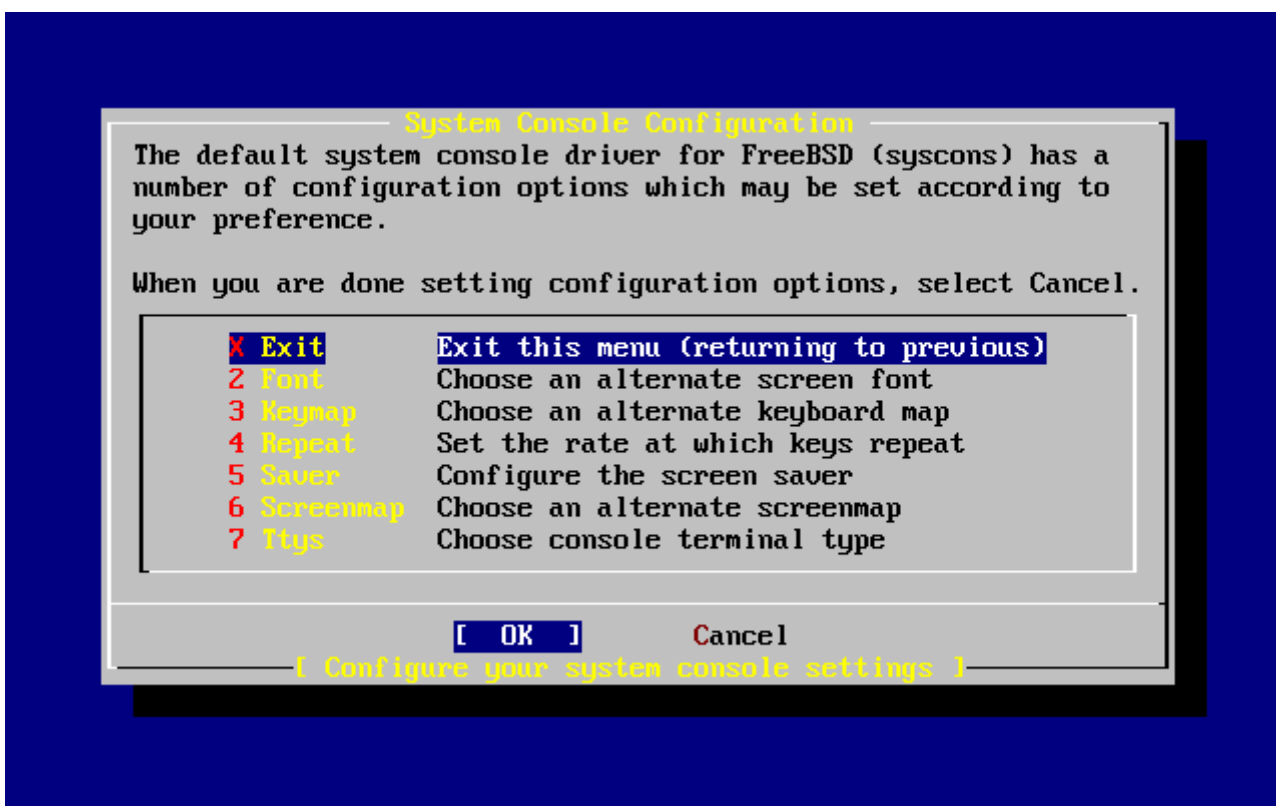 System Console Configuration
The default system console driver for FreeBSD (syscons) has a
number of configuration options which may be set according to
your preference.
When you are done setting configuration options, select Cancel.
X Exit Exit this menu (returning to previous)
2 Font Choose an alternate screen font
3 Keymap Choose an alternate keyboard map
4 Repeat Set the rate at which keys repeat
5 Saver Configure the screen saver
6 Screenmap Choose an alternate screenmap
7 Ttys Choose console terminal type
[ OK ] Cancel
[ Configure your system console settings ]